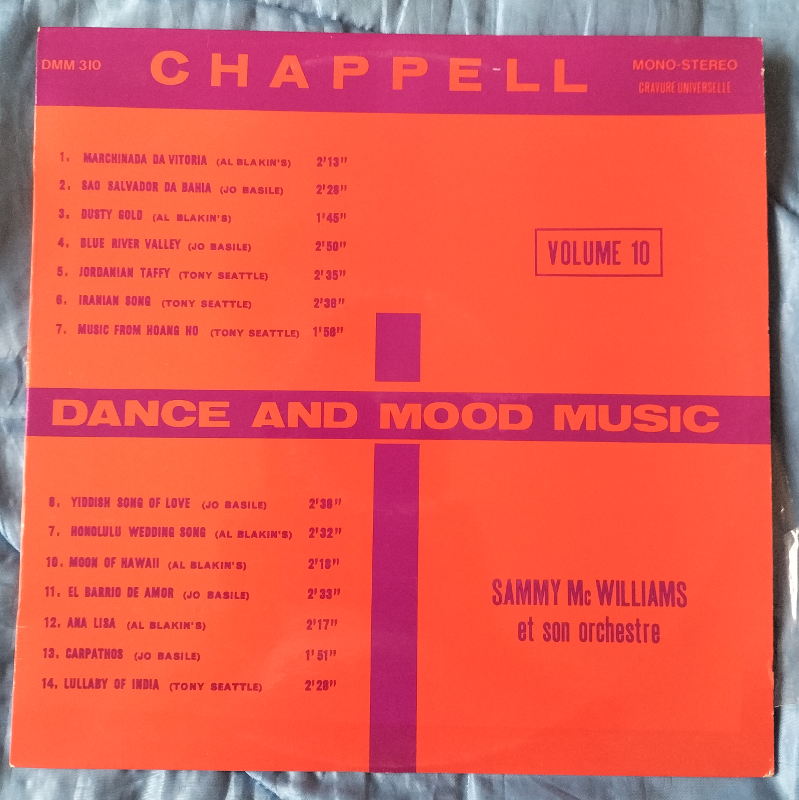 DMM 310
CHAPPELL
MONO-STEREO
GRAVURE UNIVERSELLE
1. MARCHINADA DA VITORIA (AL BLAKIN'S) 2'13"
2. SAO SALVADOR DA BAHIA (JO BASILE) 2'28"
3. DUSTY GOLD (AL BLAKIN'S) 1'45"
4. BLUE RIVER VALLEY (JO BASILE) 2'50"
5. JORDANIAN TAFFY (TONY SEATTLE) 2'35"
6. IRANIAN SONG (TONY SEATTLE) 2'38"
7. MUSIC FROM HOANG HO (TONY SEATTLE) 1'50"
VOLUME 10
DANCE AND MOOD MUSIC
8. YIDDISH SONG OF LOVE (JO BASILE) 2'38"
7. HONOLULU WEDDING SONG (AL BLAKIN'S) 2'32"
10. MOON OF HAWAII (AL BLAKIN'S) 2'18"
11. EL BARRIO DE AMOR (JO BASILE) 2'33"
12. ANA LISA (AL BLAKIN'S) 2'17"
13. CARPATHOS (JO BASILE) 1'51"
14. LULLABY OF INDIA (TONY SEATTLE) 2'28"
SAMMY Mc WILLIAMS
et son orchestre